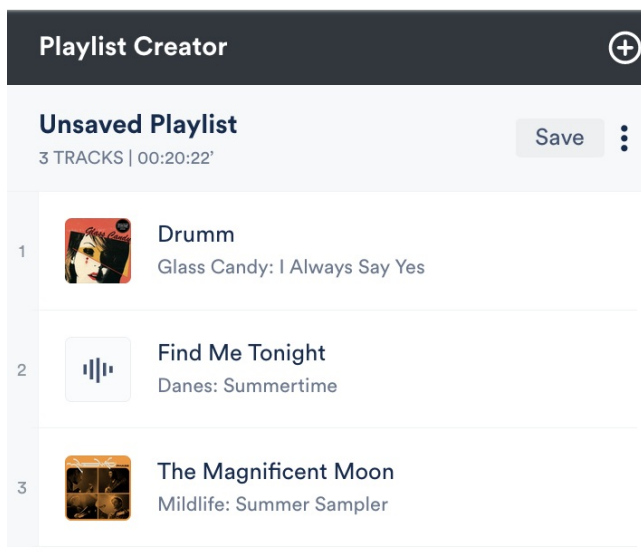 Playlist Creator
Unsaved Playlist
Save
3 TRACKS | 00:20:22’
1
Drumm
Glass Candy: I Always Say Yes
2
Find Me Tonight
Danes: Summertime
3
The Magnificent Moon
Mildlife: Summer Sampler